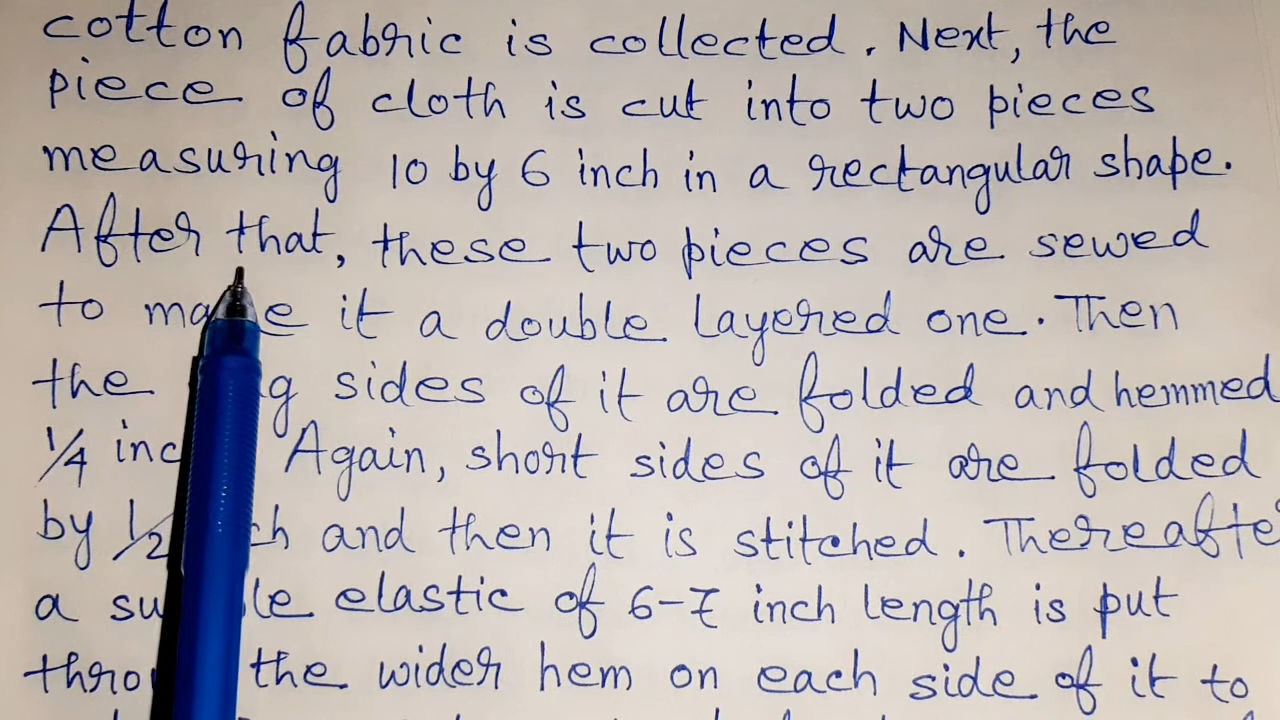 cotton fabric is collected. Next, the
piece of cloth is cut into two pieces
measuring 10 by 6 inch in a rectangular shape.
After that, these two pieces are sewed
to make it a double layered one. Then
the sides of it are folded and hemmed
1/4 Again, short sides of it are folded
by 1/2 and then it is stitched. Thereafte
a elastic of 6-7 inch length is put
the wider hem on each side of it to